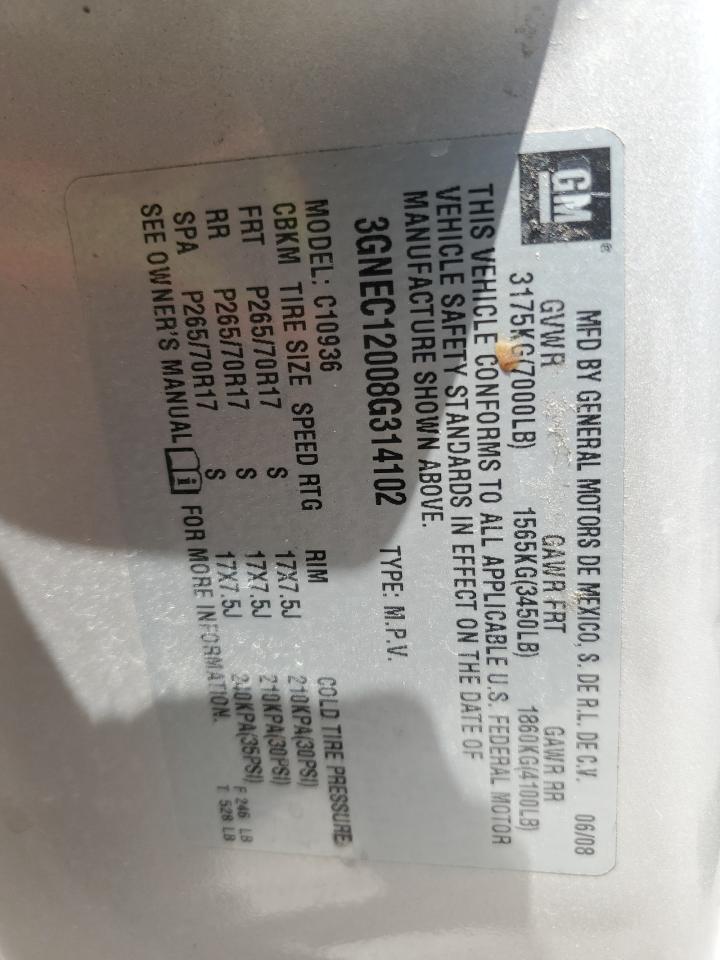 GM ®
MFD BY GENERAL MOTORS DE MEXICO, S. DE R.L. DE C.V. 06/08
GVWR GAWR FRT GAWR RR
3175KG(7000LB) 1565KG(3450LB) 1860KG(4100LB)
THIS VEHICLE CONFORMS TO ALL APPLICABLE U.S. FEDERAL MOTOR
VEHICLE SAFETY STANDARDS IN EFFECT ON THE DATE OF
MANUFACTURE SHOWN ABOVE.
3GNEC12008G314102 TYPE: M.P.V.
MODEL: C10936
CBKM TIRE SIZE SPEED RTG RIM COLD TIRE PRESSURE
FRT P265/70R17 S 17X7.5J 210KPA(30PSI)
RR P265/70R17 S 17X7.5J 210KPA(30PSI)
SPA P265/70R17 S 17X7.5J 240KPA(35PSI) F 246 LB
SEE OWNER'S MANUAL i FOR MORE INFORMATION. T 528 LB